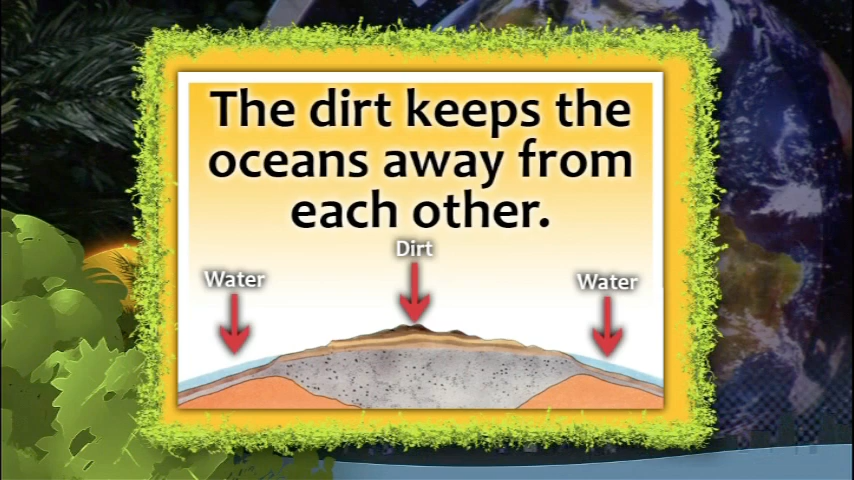 The dirt keeps the
oceans away from
each other.
Dirt
Water
Water